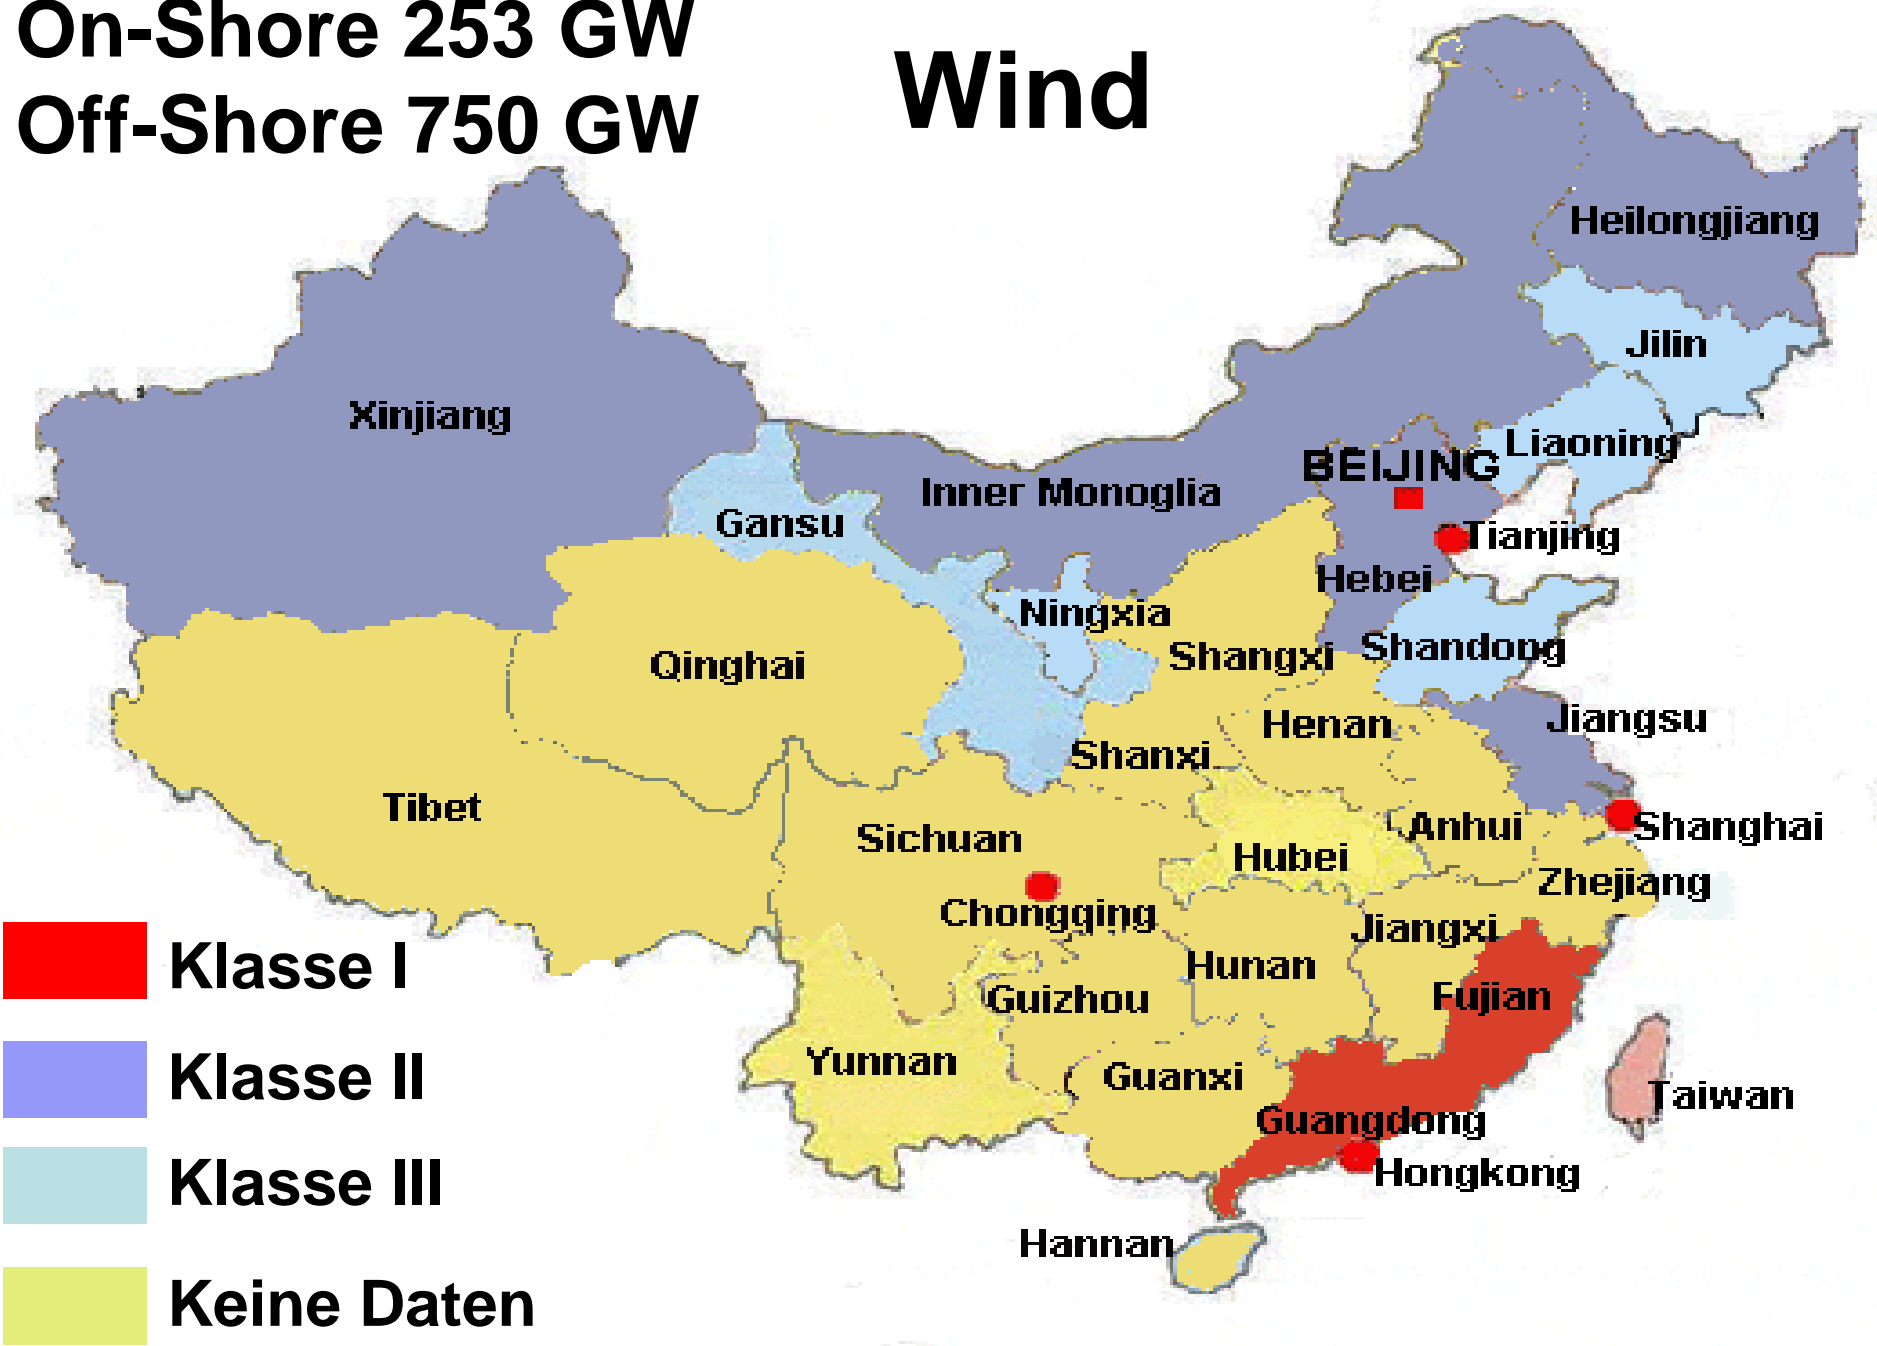 On-Shore 253 GW
Off-Shore 750 GW
Wind
Heilongjiang
Jilin
Xinjiang
Liaoning
BEIJING
Inner Monoglia
Gansu
Tianjing
Hebei
Ningxia
Shandong
Shangxi
Qinghai
Jiangsu
Henan
Shanxi
Tibet
Sichuan
Anhui
Shanghai
Hubei
Zhejiang
Chongqing
Jiangxi
Hunan
Guizhou
Fujian
Yunnan
Guanxi
Taiwan
Guangdong
Hongkong
Hannan
Klasse I
Klasse II
Klasse III
Keine Daten